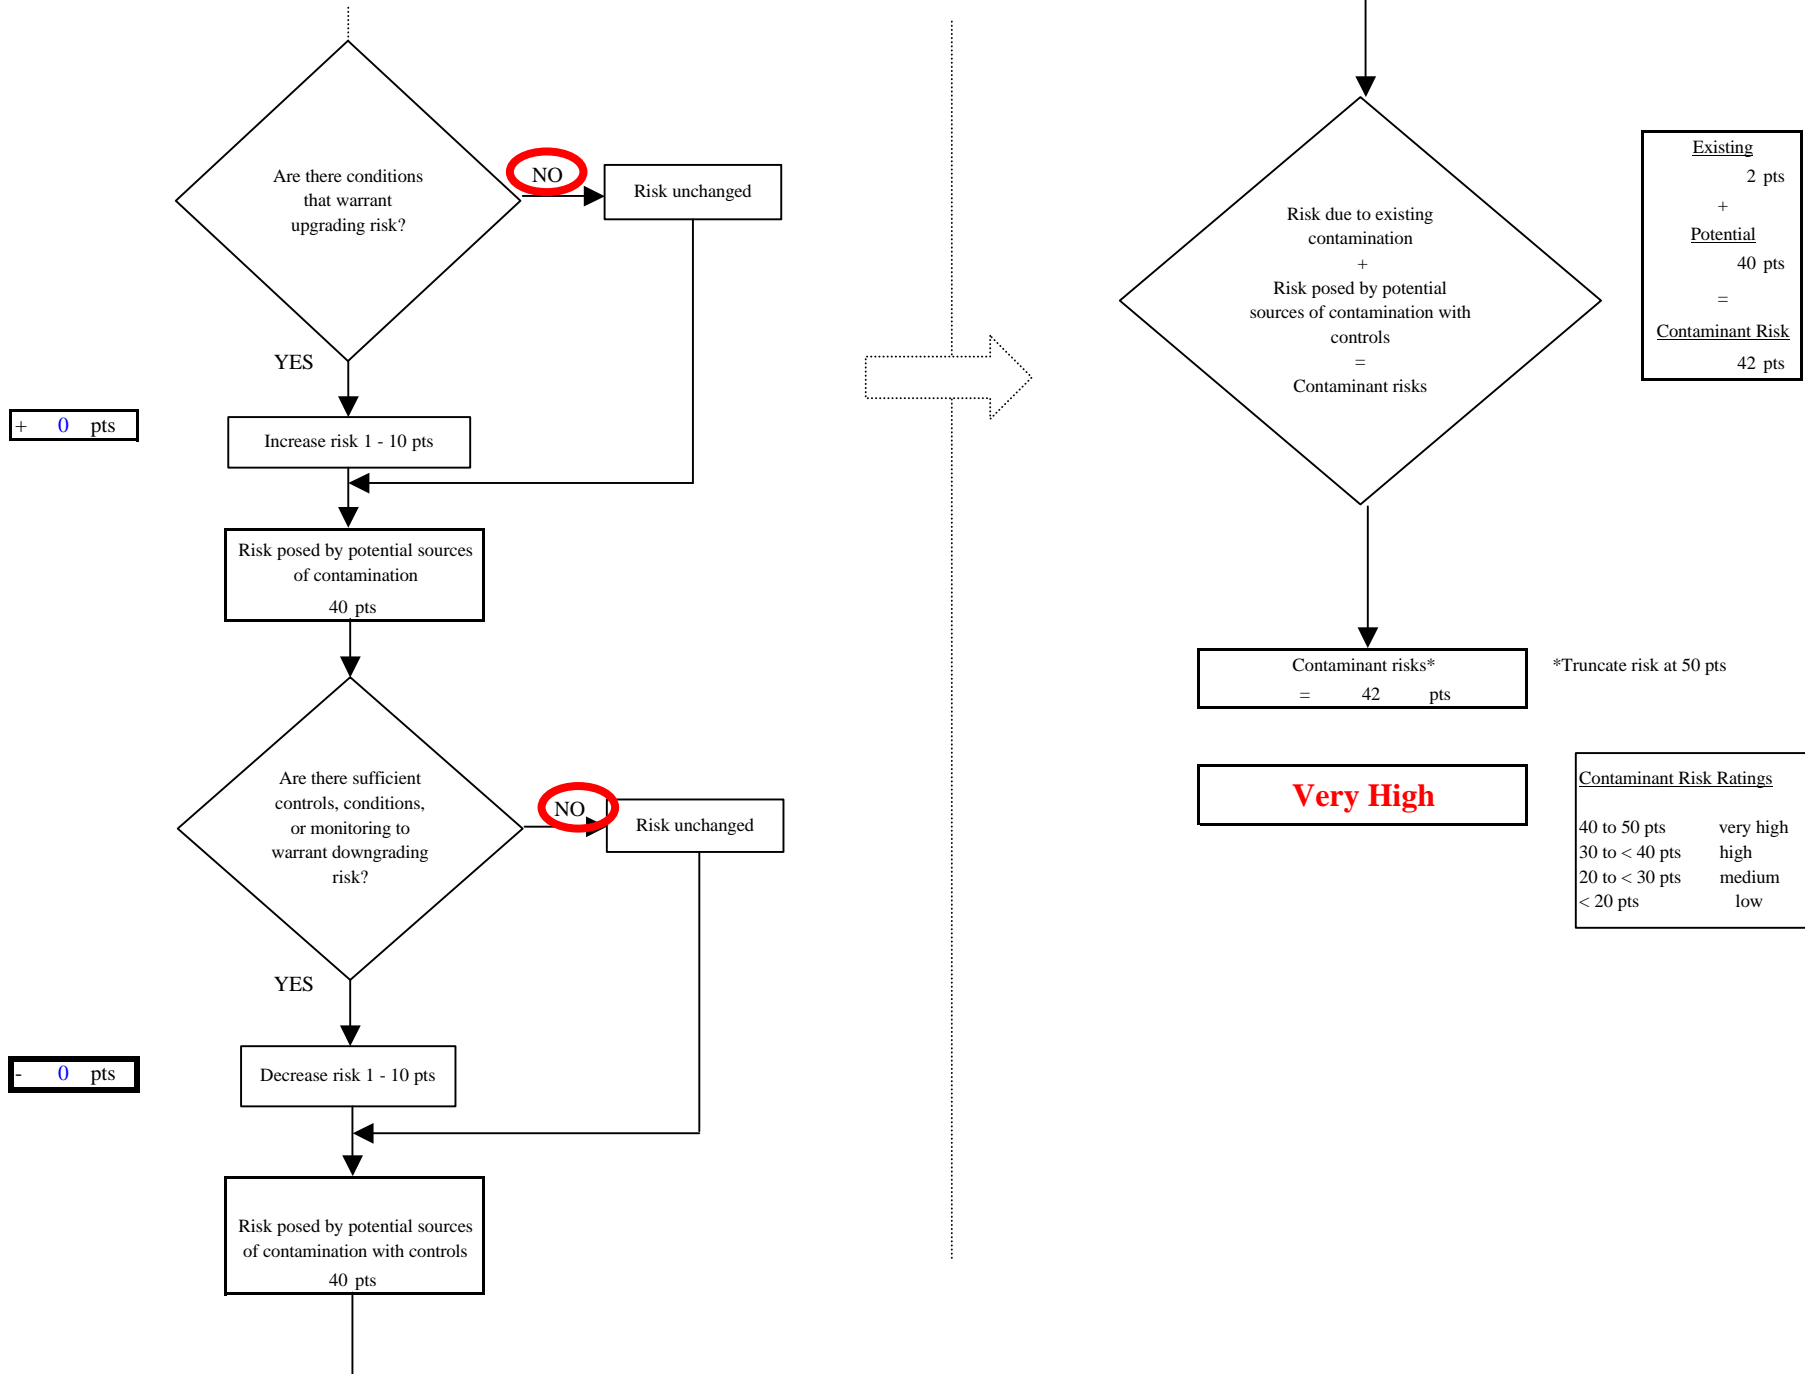 Are there conditions
that warrant
upgrading risk?
NO
Risk unchanged
YES
+ 0 pts
Increase risk 1 - 10 pts
Risk posed by potential sources
of contamination
40 pts
Are there sufficient
controls, conditions,
or monitoring to
warrant downgrading
risk?
NO
Risk unchanged
YES
- 0 pts
Decrease risk 1 - 10 pts
Risk posed by potential sources
of contamination with controls
40 pts
Risk due to existing
contamination
+
Risk posed by potential
sources of contamination with
controls
=
Contaminant risks
Existing
2 pts
+
Potential
40 pts
=
Contaminant Risk
42 pts
Contaminant risks*
= 42 pts
*Truncate risk at 50 pts
Very High
Contaminant Risk Ratings
40 to 50 pts very high
30 to < 40 pts high
20 to < 30 pts medium
< 20 pts low